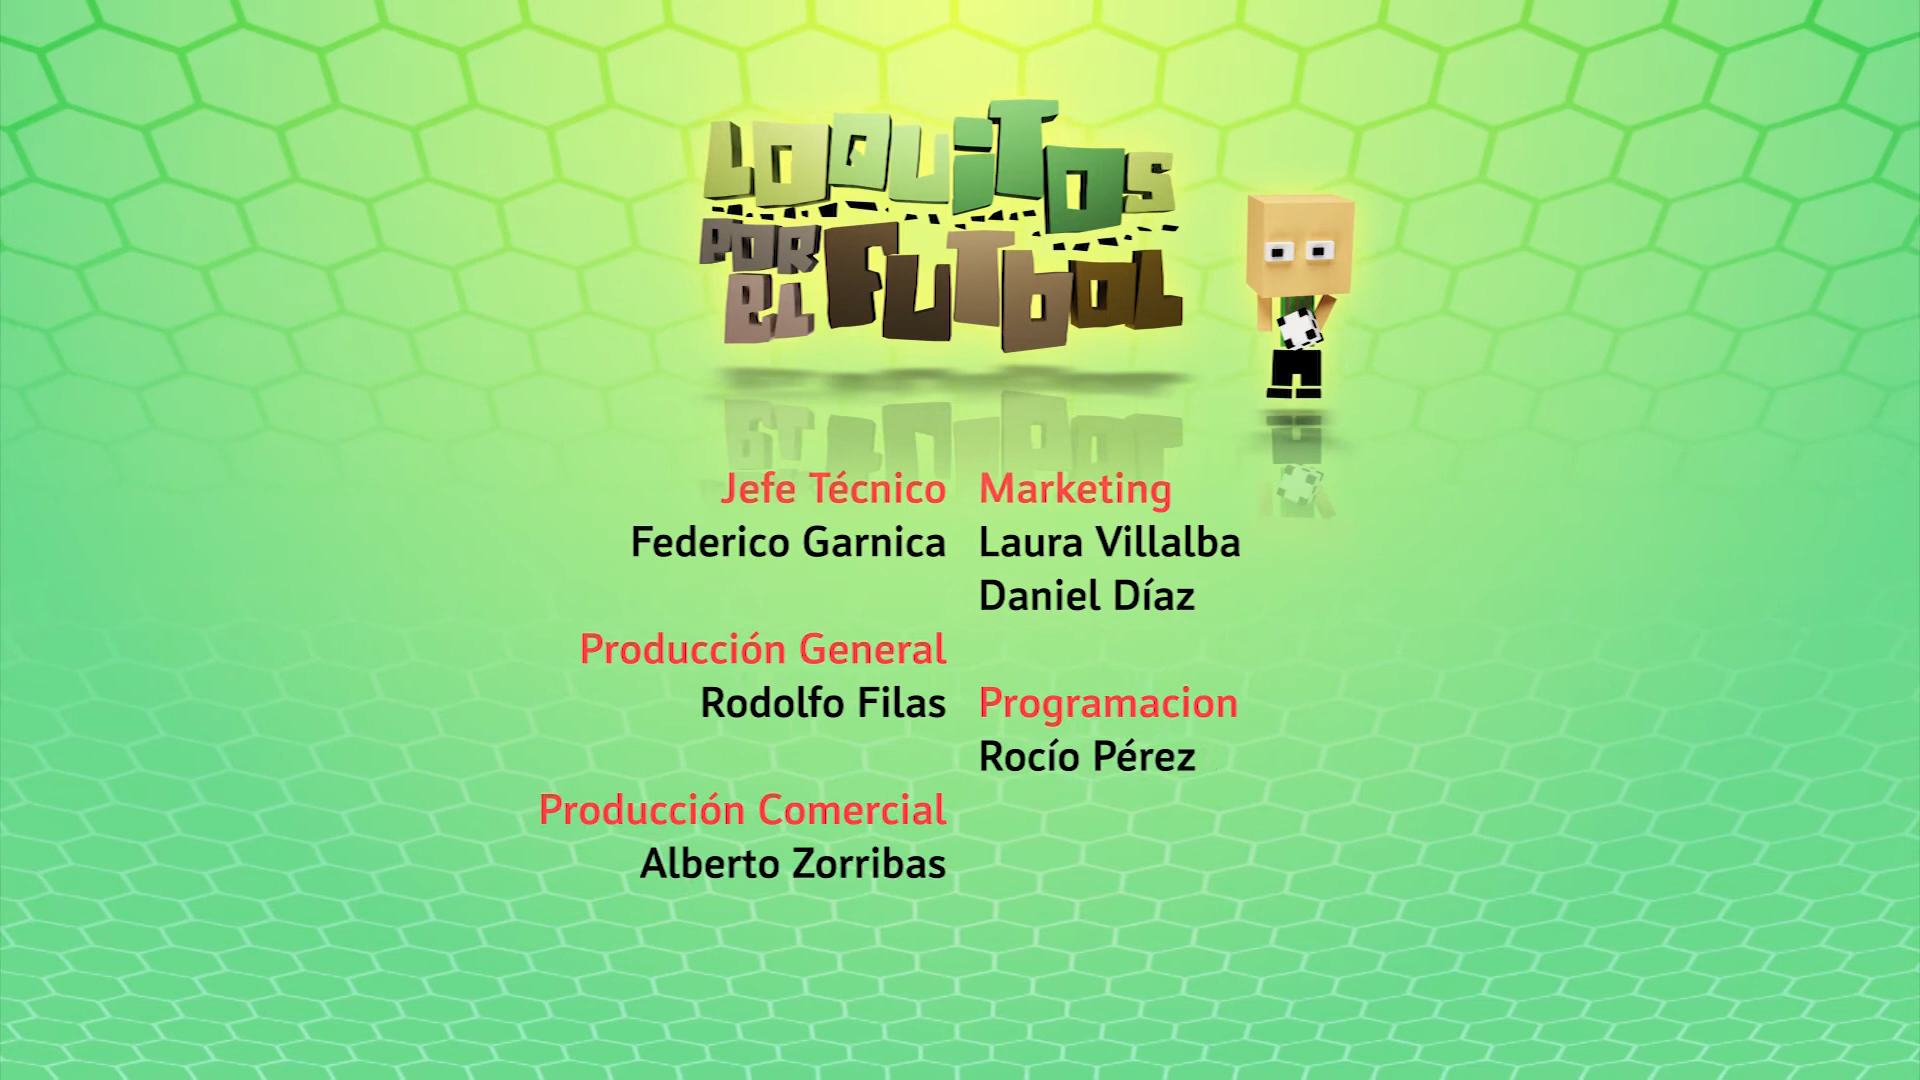 LOQUiTOS
POR EL FUTbOL
Jefe Técnico
Federico Garnica
Producción General
Rodolfo Filas
Producción Comercial
Alberto Zorribas
Marketing
Laura Villalba
Daniel Díaz
Programacion
Rocío Pérez